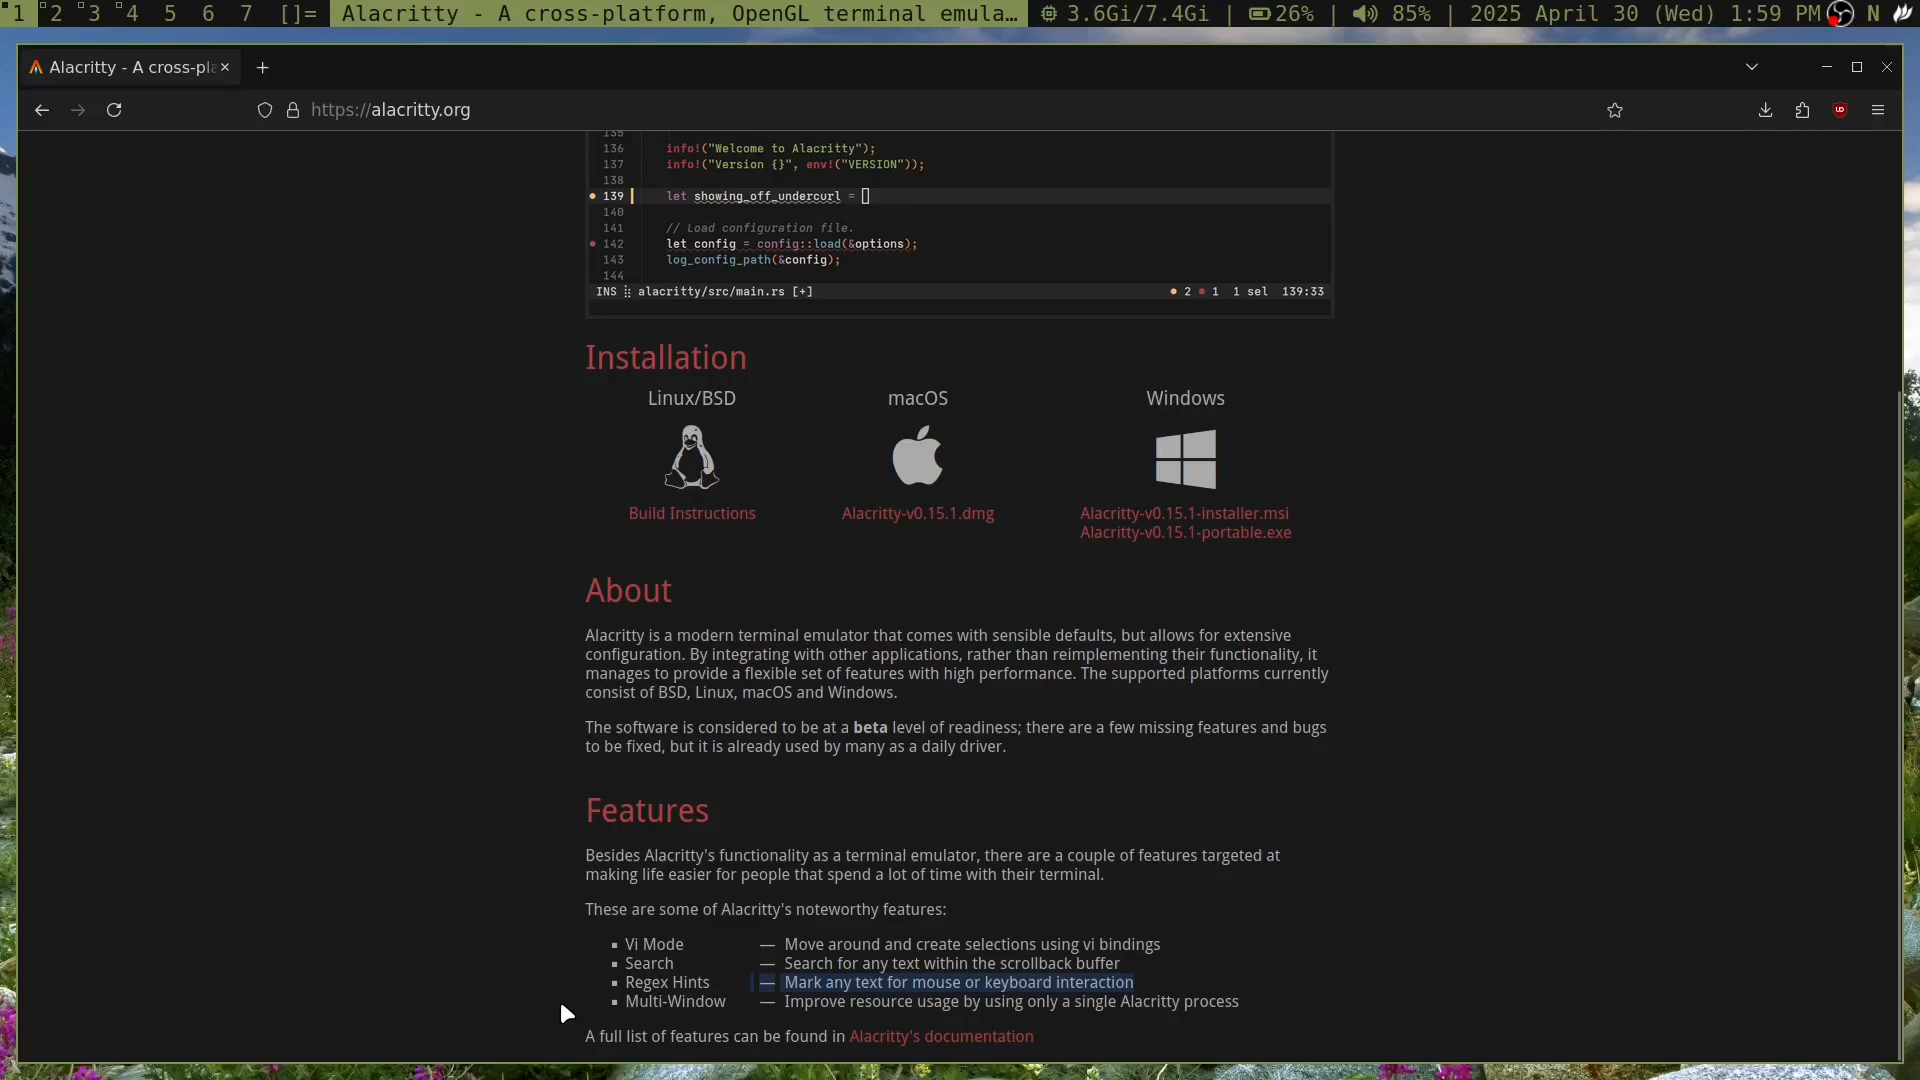 1 2 3 4 5 6 7 []= Alacritty - A cross-platform, OpenGL terminal emula… 3.6Gi/7.4Gi | 26% | 85% | 2025 April 30 (Wed) 1:59 PM N
Alacritty - A cross-pla
https://alacritty.org
UD
135
136 info!("Welcome to Alacritty");
137 info!("Version {}", env!("VERSION"));
138
139 let showing_off_undercurl =
140
141 // Load configuration file.
142 let config = config::load(&options);
143 log_config_path(&config);
144
INS alacritty/src/main.rs [+] 2 1 1 sel 139:33
Installation
Linux/BSD macOS Windows
Build Instructions Alacritty-v0.15.1.dmg Alacritty-v0.15.1-installer.msi
Alacritty-v0.15.1-portable.exe
About
Alacritty is a modern terminal emulator that comes with sensible defaults, but allows for extensive
configuration. By integrating with other applications, rather than reimplementing their functionality, it
manages to provide a flexible set of features with high performance. The supported platforms currently
consist of BSD, Linux, macOS and Windows.
The software is considered to be at a beta level of readiness; there are a few missing features and bugs
to be fixed, but it is already used by many as a daily driver.
Features
Besides Alacritty's functionality as a terminal emulator, there are a couple of features targeted at
making life easier for people that spend a lot of time with their terminal.
These are some of Alacritty's noteworthy features:
▪ Vi Mode — Move around and create selections using vi bindings
▪ Search — Search for any text within the scrollback buffer
▪ Regex Hints — Mark any text for mouse or keyboard interaction
▪ Multi-Window — Improve resource usage by using only a single Alacritty process
A full list of features can be found in Alacritty's documentation